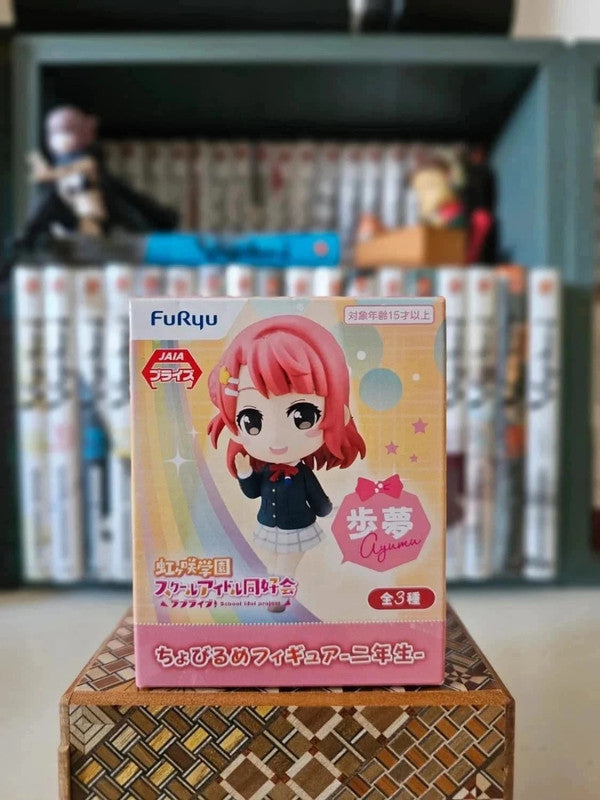 FuRyu
対象年齢15才以上
JAIA
プライズ
歩夢
Ayumu
虹ヶ咲学園
スクールアイドル同好会
ラブライブ! School idol project
全3種
ちょびるめフィギュア-二年生-